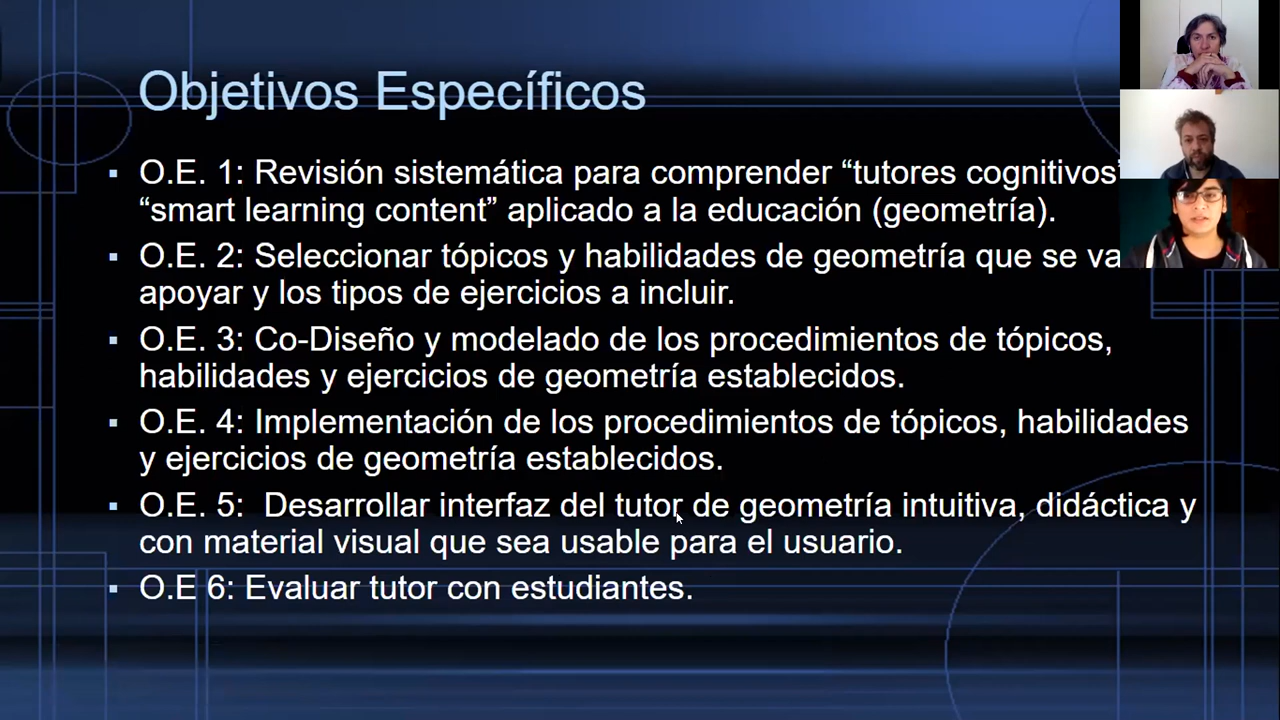 Objetivos Específicos
▪ O.E. 1: Revisión sistemática para comprender “tutores cognitivos”
“smart learning content” aplicado a la educación (geometría).
▪ O.E. 2: Seleccionar tópicos y habilidades de geometría que se va
apoyar y los tipos de ejercicios a incluir.
▪ O.E. 3: Co-Diseño y modelado de los procedimientos de tópicos,
habilidades y ejercicios de geometría establecidos.
▪ O.E. 4: Implementación de los procedimientos de tópicos, habilidades
y ejercicios de geometría establecidos.
▪ O.E. 5: Desarrollar interfaz del tutor de geometría intuitiva, didáctica y
con material visual que sea usable para el usuario.
▪ O.E 6: Evaluar tutor con estudiantes.